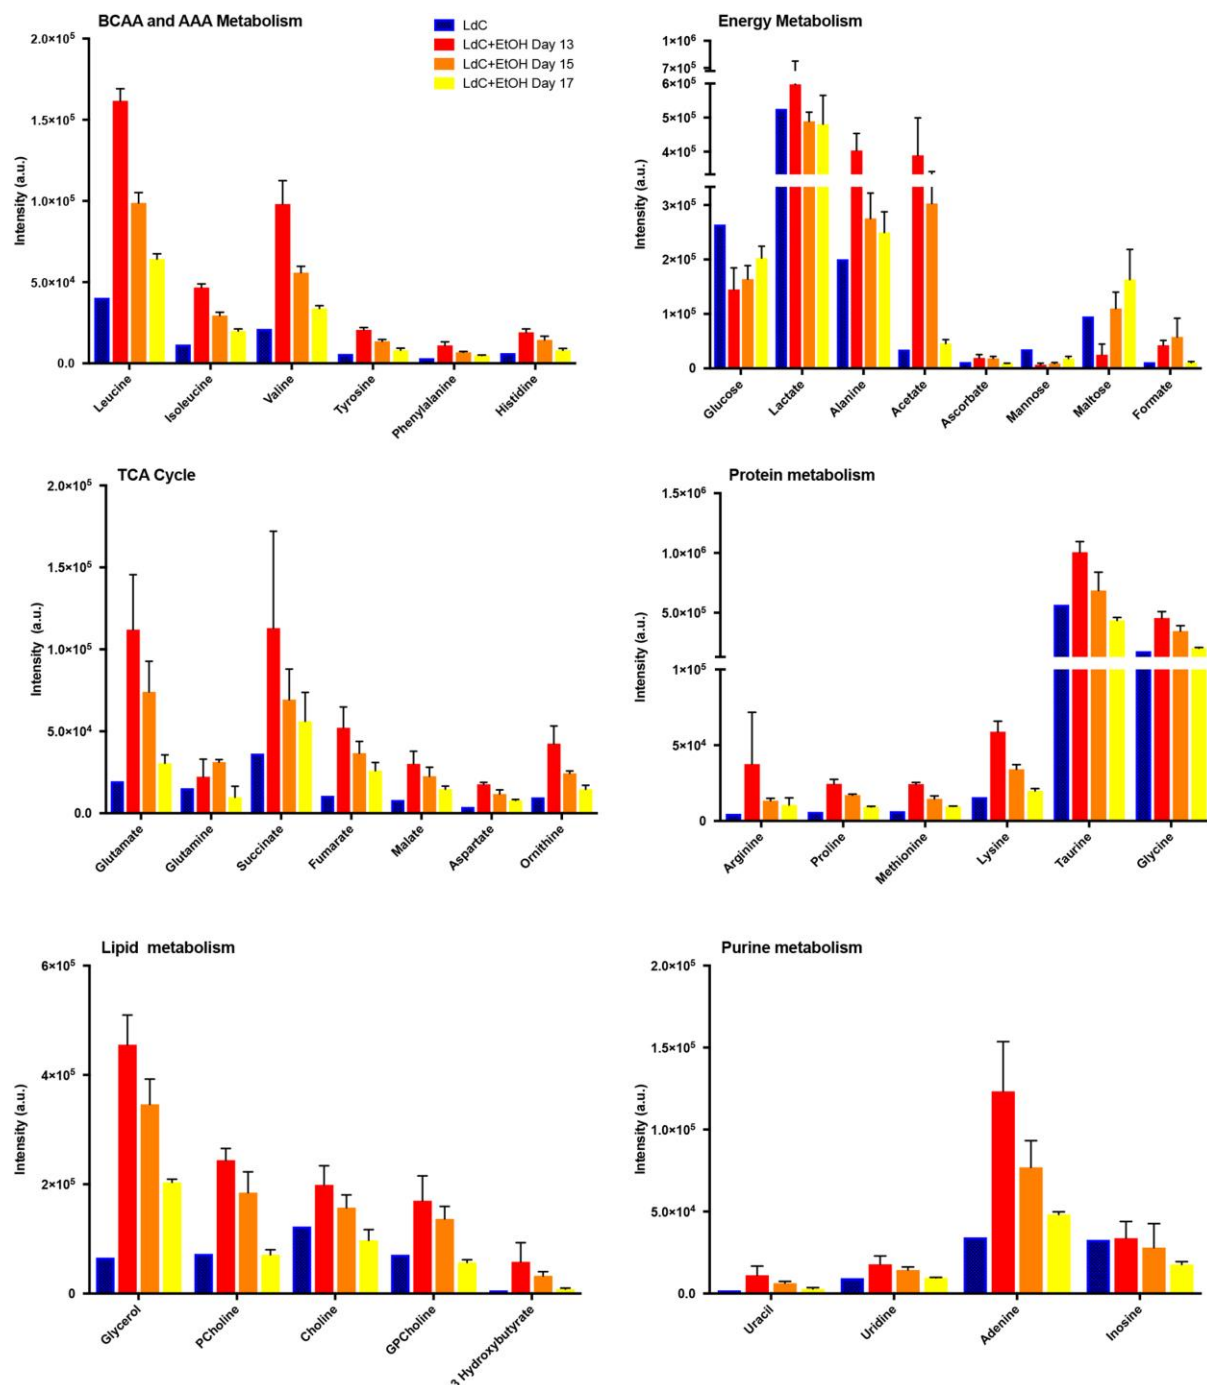 BCAA and AAA Metabolism
LdC
LdC+EtOH Day 13
LdC+EtOH Day 15
LdC+EtOH Day 17
Intensity (a.u.)
2.0×10⁵
1.5×10⁵
1.0×10⁵
5.0×10⁴
0.0
Leucine
Isoleucine
Valine
Tyrosine
Phenylalanine
Histidine
Energy Metabolism
Intensity (a.u.)
1×10⁶
7×10⁵
6×10⁵
5×10⁵
4×10⁵
3×10⁵
2×10⁵
1×10⁵
0
Glucose
Lactate
Alanine
Acetate
Ascorbate
Mannose
Maltose
Formate
TCA Cycle
Intensity (a.u.)
2.0×10⁵
1.5×10⁵
1.0×10⁵
5.0×10⁴
0.0
Glutamate
Glutamine
Succinate
Fumarate
Malate
Aspartate
Ornithine
Protein metabolism
Intensity (a.u.)
1.5×10⁶
1.0×10⁶
5.0×10⁵
1×10⁵
5×10⁴
0
Arginine
Proline
Methionine
Lysine
Taurine
Glycine
Lipid metabolism
Intensity (a.u.)
6×10⁵
4×10⁵
2×10⁵
0
Glycerol
PCholine
Choline
GPCholine
3 Hydroxybutyrate
Purine metabolism
Intensity (a.u.)
2.0×10⁵
1.5×10⁵
1.0×10⁵
5.0×10⁴
0.0
Uracil
Uridine
Adenine
Inosine